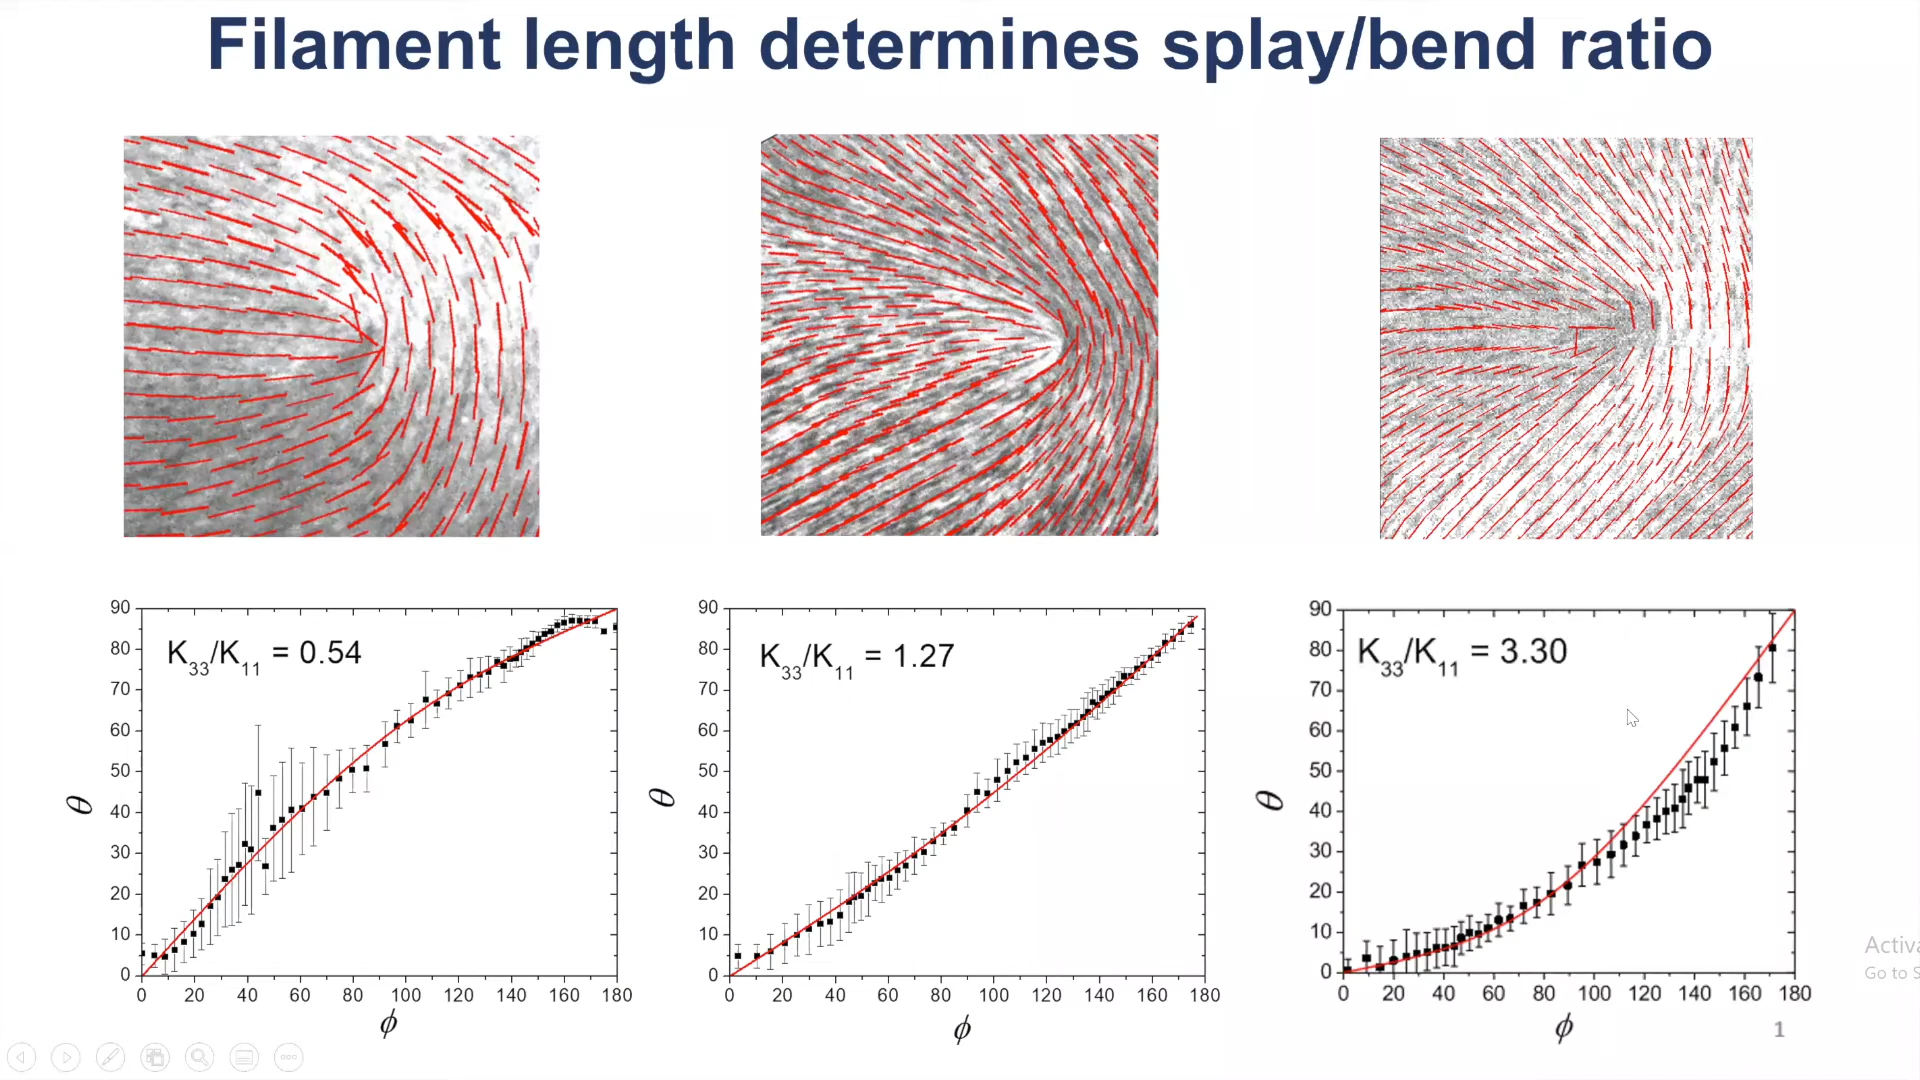 Filament length determines splay/bend ratio
90
80
70
60
50
40
30
20
10
0
θ
K33/K11 = 0.54
0 20 40 60 80 100 120 140 160 180
ϕ
90
80
70
60
50
40
30
20
10
0
θ
K33/K11 = 1.27
0 20 40 60 80 100 120 140 160 180
ϕ
90
80
70
60
50
40
30
20
10
0
θ
K33/K11 = 3.30
0 20 40 60 80 100 120 140 160 180
ϕ
Activa
Go to S
1